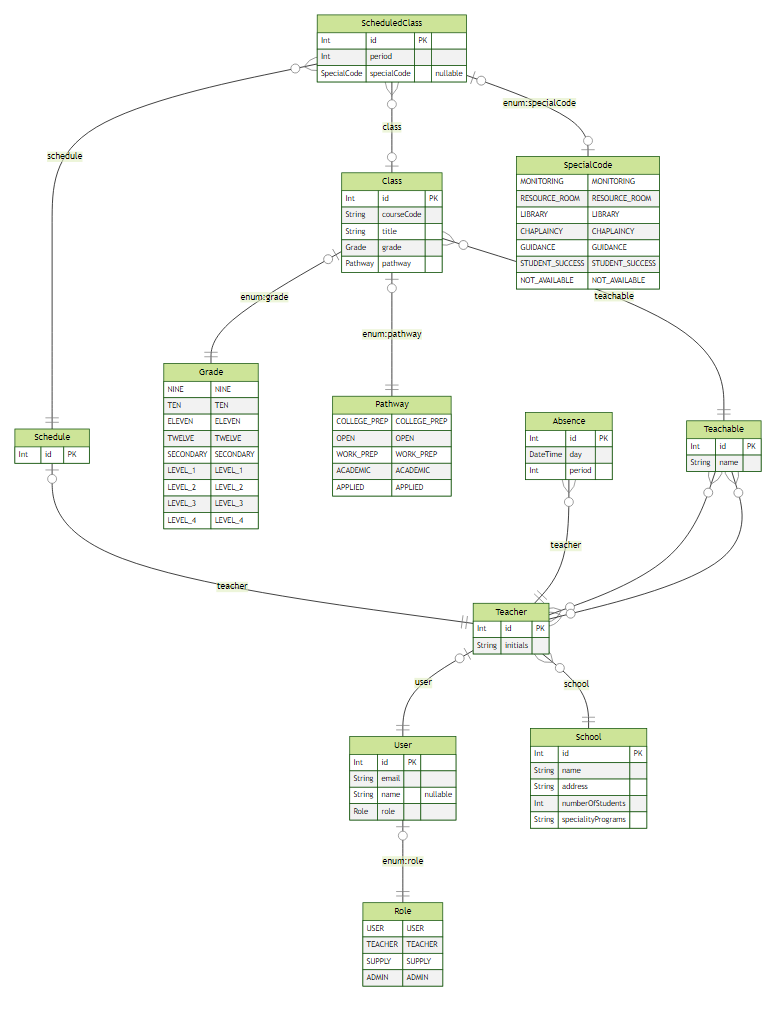 ScheduledClass
Int id PK
Int period
SpecialCode specialCode nullable
enum:specialCode
class
schedule
SpecialCode
MONITORING MONITORING
RESOURCE_ROOM RESOURCE_ROOM
LIBRARY LIBRARY
CHAPLAINCY CHAPLAINCY
GUIDANCE GUIDANCE
STUDENT_SUCCESS STUDENT_SUCCESS
NOT_AVAILABLE NOT_AVAILABLE
Class
Int id PK
String courseCode
String title
Grade grade
Pathway pathway
enum:grade
teachable
enum:pathway
Grade
NINE NINE
TEN TEN
ELEVEN ELEVEN
TWELVE TWELVE
SECONDARY SECONDARY
LEVEL_1 LEVEL_1
LEVEL_2 LEVEL_2
LEVEL_3 LEVEL_3
LEVEL_4 LEVEL_4
Pathway
COLLEGE_PREP COLLEGE_PREP
OPEN OPEN
WORK_PREP WORK_PREP
ACADEMIC ACADEMIC
APPLIED APPLIED
Absence
Int id PK
DateTime day
Int period
Teachable
Int id PK
String name
Schedule
Int id PK
teacher
teacher
Teacher
Int id PK
String initials
user
school
User
Int id PK
String email
String name nullable
Role role
School
Int id PK
String name
String address
Int numberOfStudents
String specialityPrograms
enum:role
Role
USER USER
TEACHER TEACHER
SUPPLY SUPPLY
ADMIN ADMIN